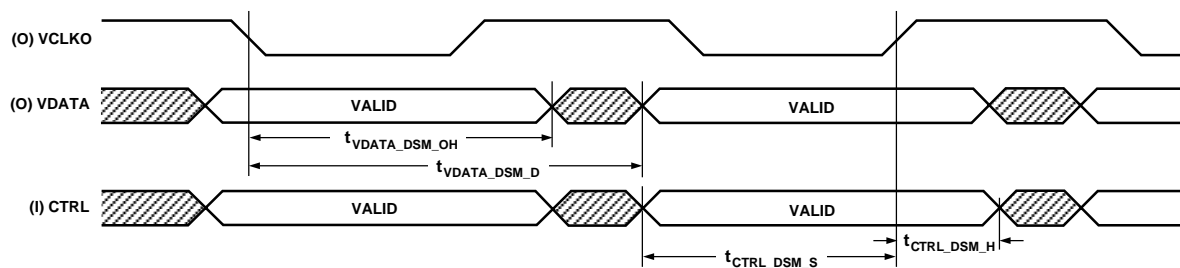 (O) VCLKO
(O) VDATA
VALID
VALID
tVDATA_DSM_OH
tVDATA_DSM_D
(I) CTRL
VALID
VALID
tCTRL_DSM_H
tCTRL_DSM_S